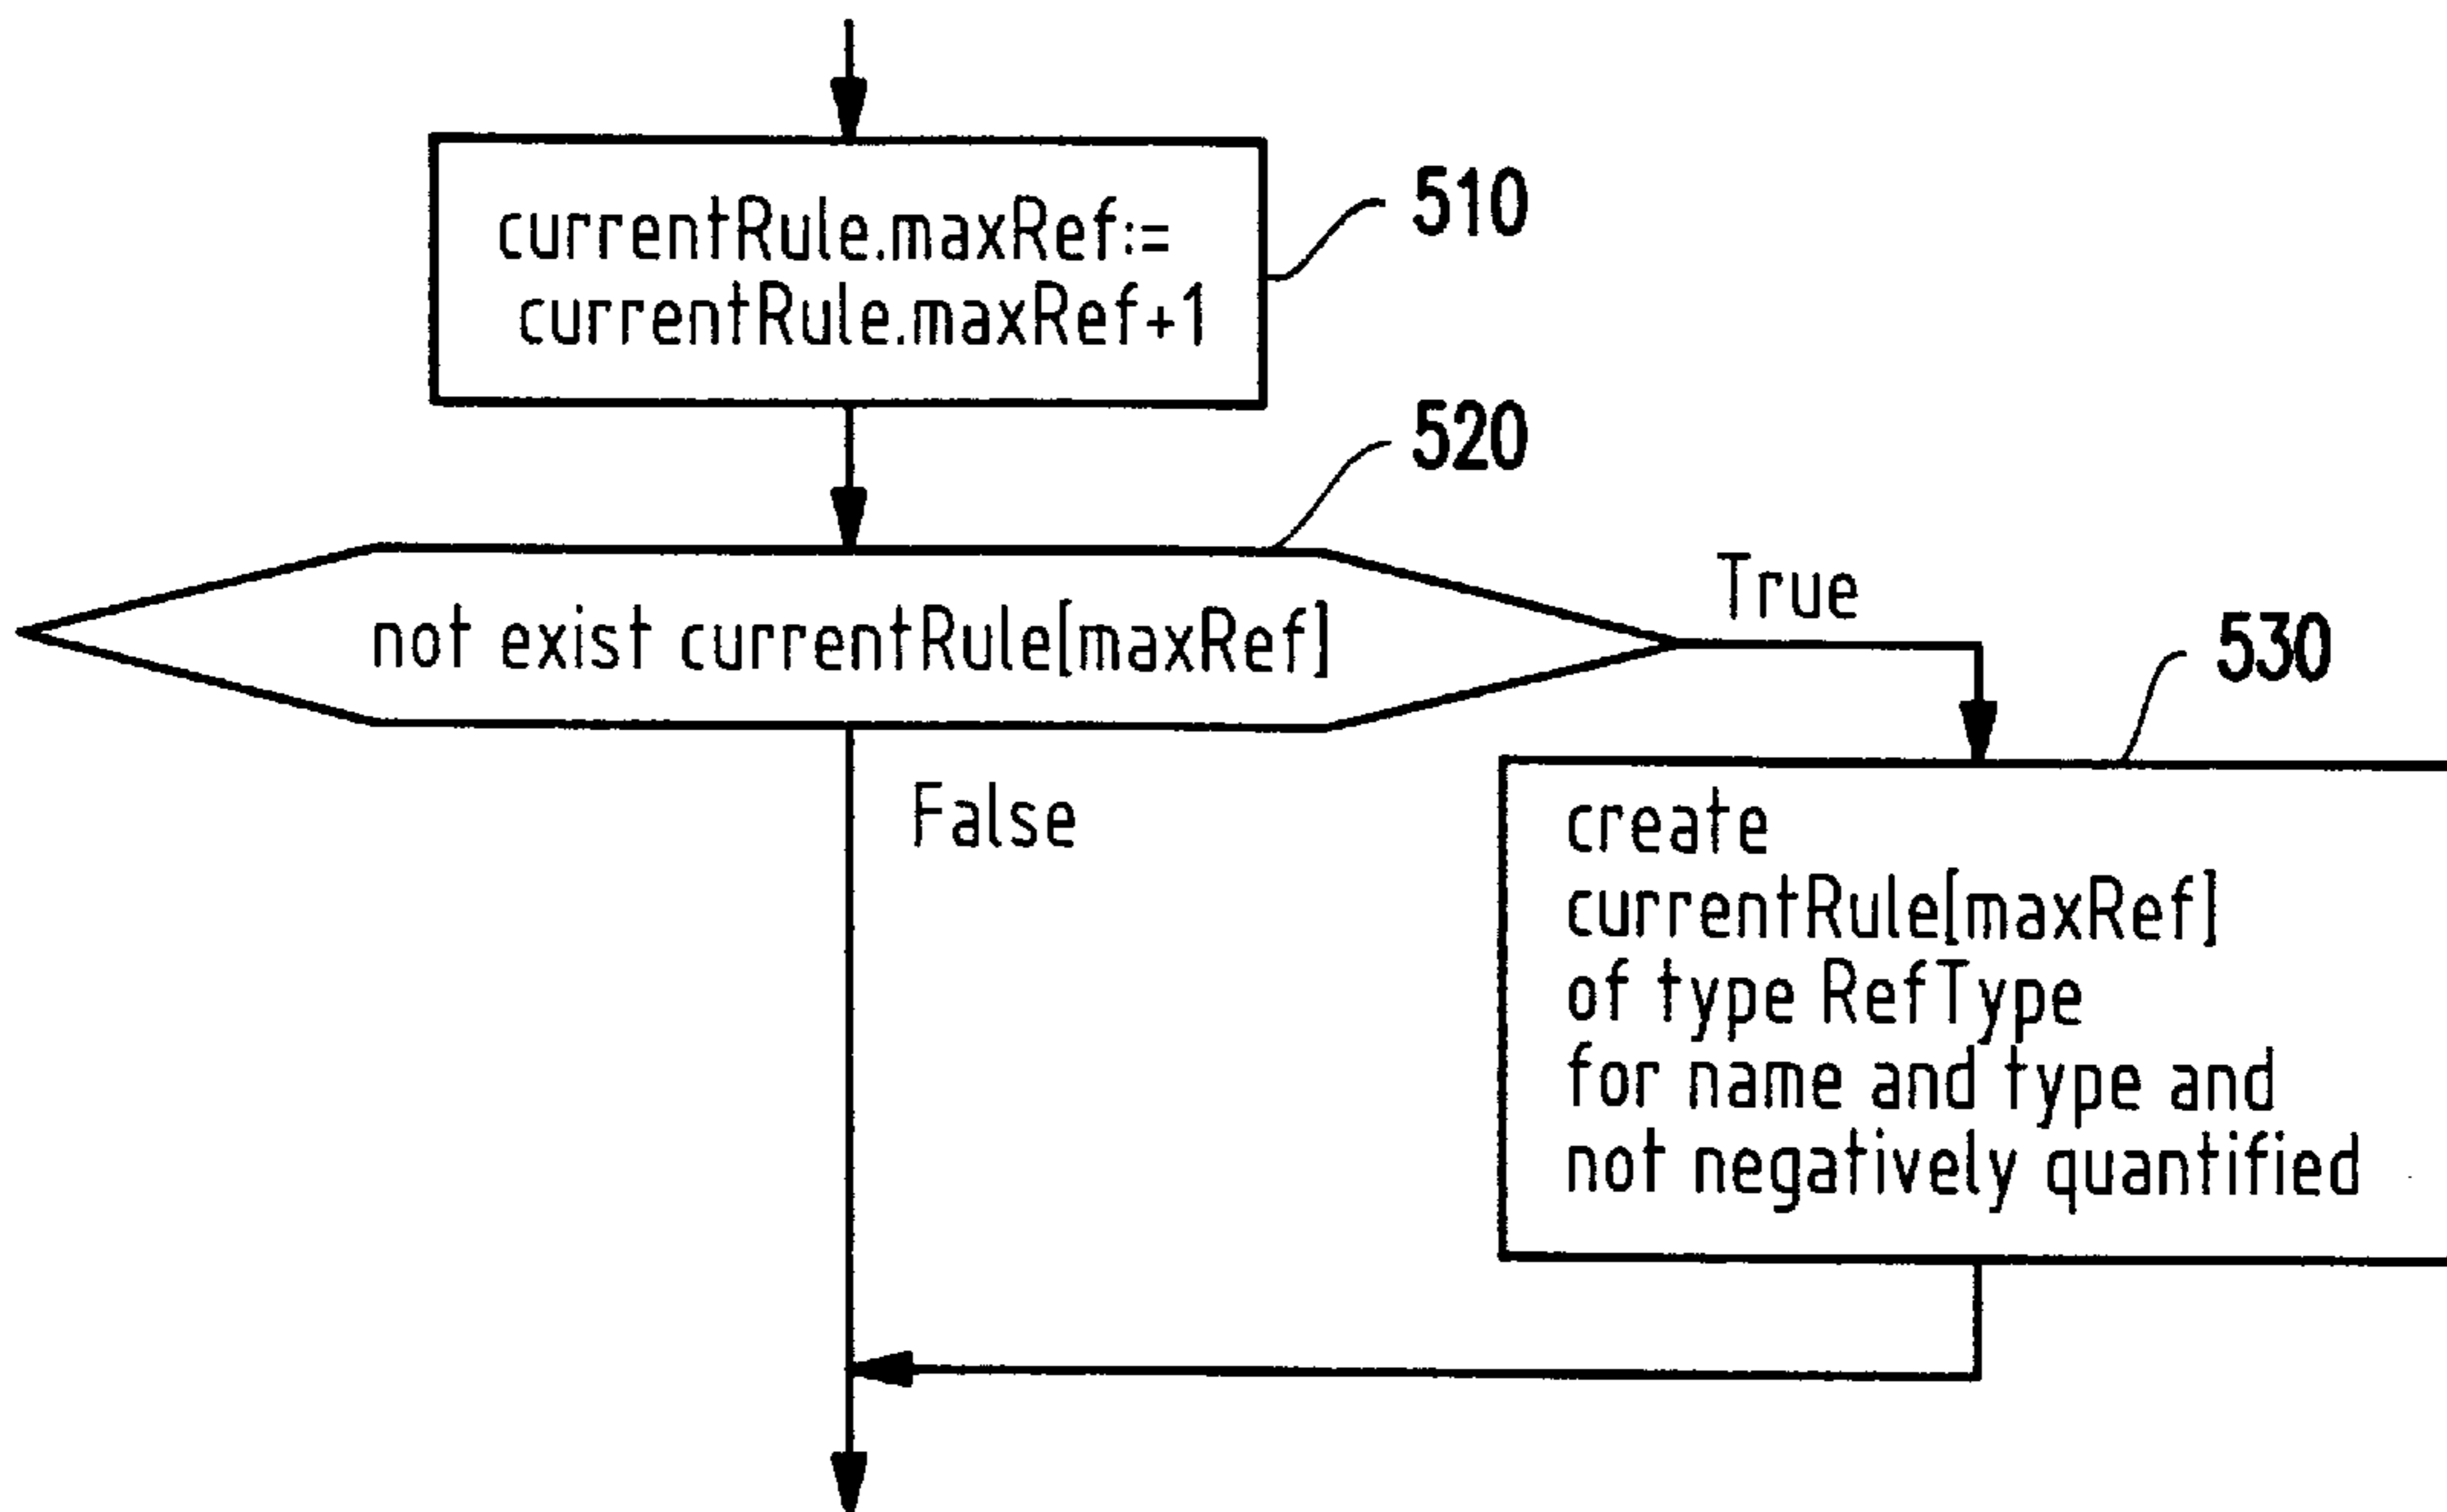 currentRule.maxRef:=
currentRule.maxRef+1
510
520
not exist currentRule[maxRef]
True
530
False
create
currentRule[maxRef]
of type RefType
for name and type and
not negatively quantified